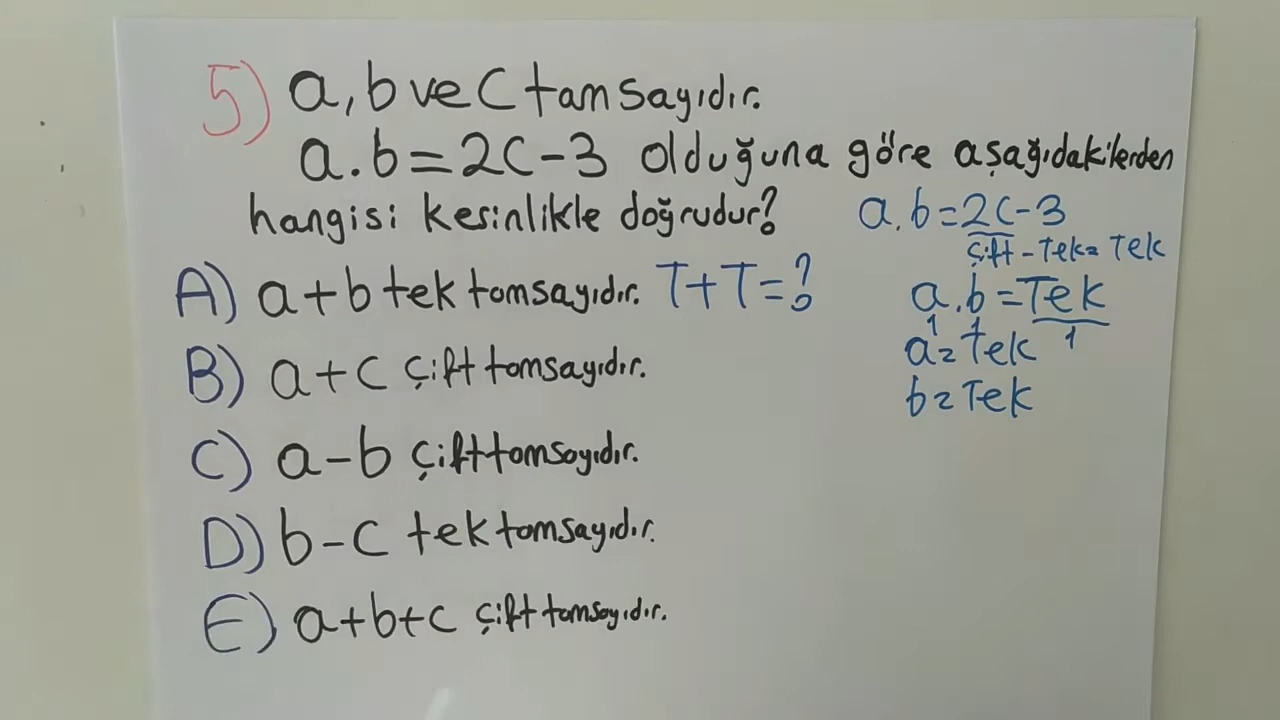 5) a, b ve c tamsayıdır.
a.b=2c-3 olduğuna göre aşağıdakilerden
hangisi kesinlikle doğrudur?
A) a+b tek tamsayıdır. T+T=?
B) a+c çift tamsayıdır.
C) a-b çift tamsayıdır.
D) b-c tek tamsayıdır.
E) a+b+c çift tamsayıdır.
a.b=2c-3
çift-Tek=Tek
a.b=Tek
1 1 1
a=Tek
b=Tek